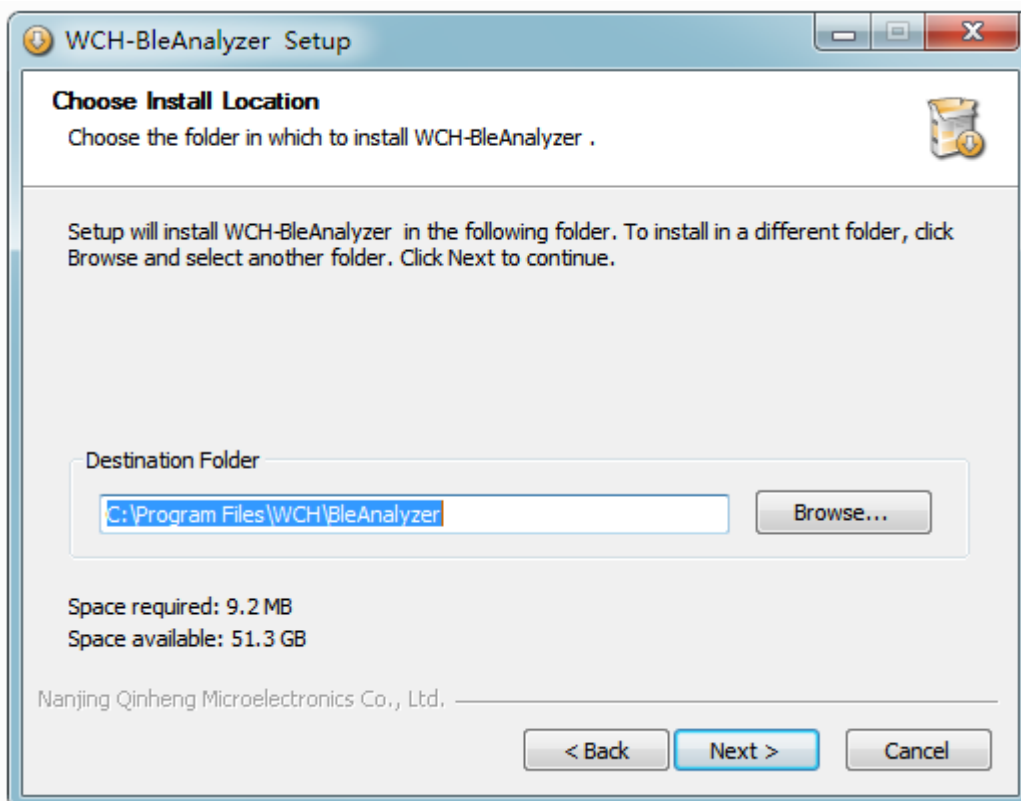 WCH-BleAnalyzer Setup
Choose Install Location
Choose the folder in which to install WCH-BleAnalyzer .
Setup will install WCH-BleAnalyzer in the following folder. To install in a different folder, click
Browse and select another folder. Click Next to continue.
Destination Folder
C:\Program Files\WCH\BleAnalyzer
Browse...
Space required: 9.2 MB
Space available: 51.3 GB
Nanjing Qinheng Microelectronics Co., Ltd.
< Back
Next >
Cancel